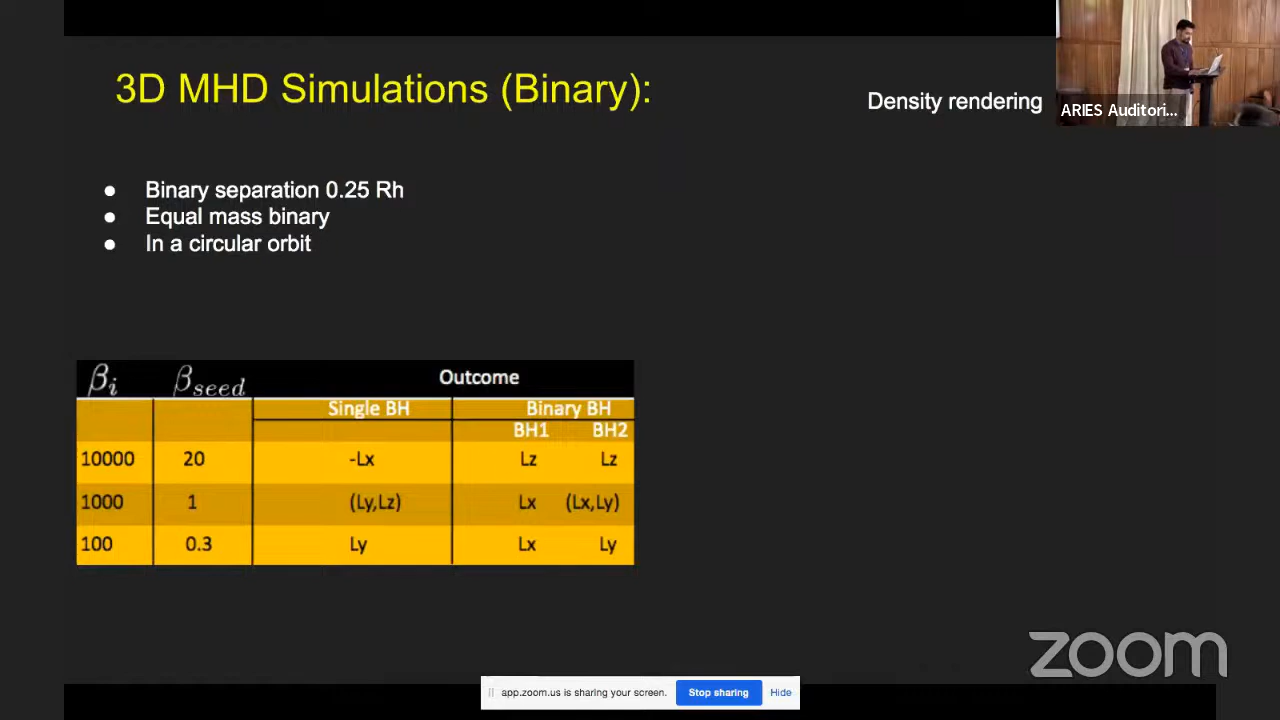 3D MHD Simulations (Binary):
Density rendering
ARIES Auditori...
● Binary separation 0.25 Rh
● Equal mass binary
● In a circular orbit
βi βseed Outcome
Single BH Binary BH
BH1 BH2
10000 20 -Lx Lz Lz
1000 1 (Ly,Lz) Lx (Lx,Ly)
100 0.3 Ly Lx Ly
zoom
app.zoom.us is sharing your screen. Stop sharing Hide